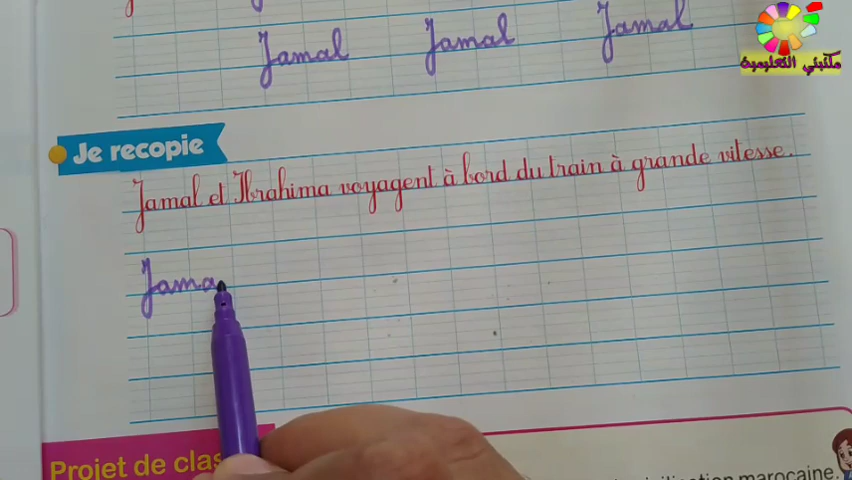 Jamal Jamal Jamal
مكتبتي التعليمية
Je recopie
Jamal et Ibrahima voyagent à bord du train à grande vitesse.
Jama
Projet de clas
marocaine.